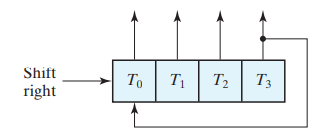 Shift
right
T₀ T₁ T₂ T₃